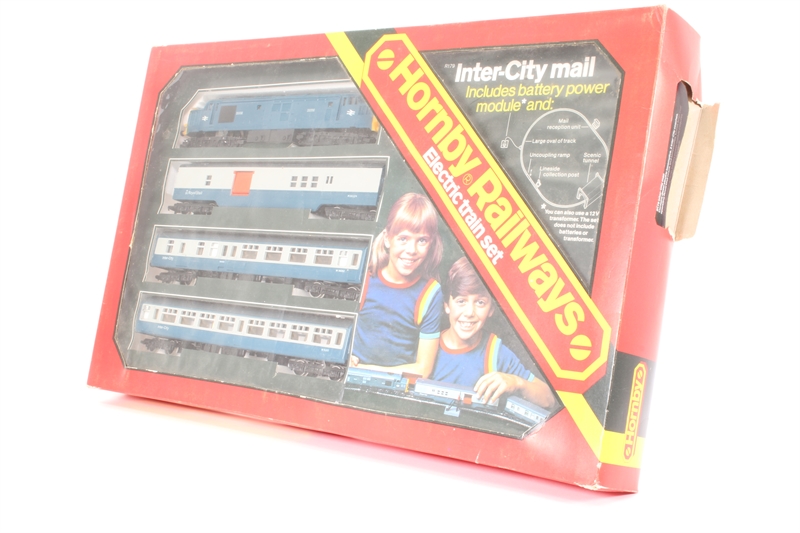 Inter-City mail
Includes battery power
module* and:
Mail
reception unit
Large oval of track
Uncoupling ramp
Scenic
tunnel
Lineside
collection post
*You can also use a 12V
transformer. The set
does not include
batteries or
transformer.
Hornby Railways
Electric train set
Hornby